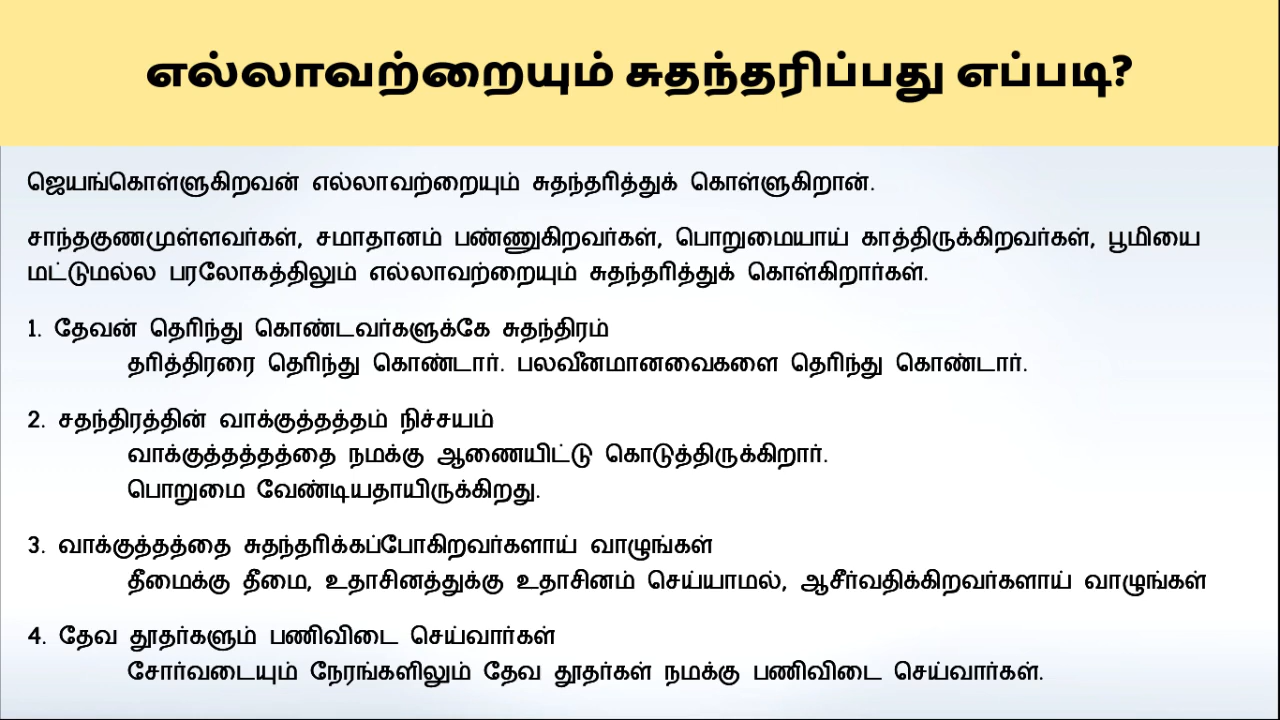 எல்லாவற்றையும் சுதந்தரிப்பது எப்படி?
ஜெயங்கொள்ளுகிறவன் எல்லாவற்றையும் சுதந்தரித்துக் கொள்ளுகிறான்.
சாந்தகுணமுள்ளவர்கள், சமாதானம் பண்ணுகிறவர்கள், பொறுமையாய் காத்திருக்கிறவர்கள், பூமியை
மட்டுமல்ல பரலோகத்திலும் எல்லாவற்றையும் சுதந்தரித்துக் கொள்கிறார்கள்.
1. தேவன் தெரிந்து கொண்டவர்களுக்கே சுதந்திரம்
தரித்திரரை தெரிந்து கொண்டார். பலவீனமானவைகளை தெரிந்து கொண்டார்.
2. சதந்திரத்தின் வாக்குத்தத்தம் நிச்சயம்
வாக்குத்தத்தத்தை நமக்கு ஆணையிட்டு கொடுத்திருக்கிறார்.
பொறுமை வேண்டியதாயிருக்கிறது.
3. வாக்குத்தத்தை சுதந்தரிக்கப்போகிறவர்களாய் வாழுங்கள்
தீமைக்கு தீமை, உதாசினத்துக்கு உதாசினம் செய்யாமல், ஆசீர்வதிக்கிறவர்களாய் வாழுங்கள்
4. தேவ தூதர்களும் பணிவிடை செய்வார்கள்
சோர்வடையும் நேரங்களிலும் தேவ தூதர்கள் நமக்கு பணிவிடை செய்வார்கள்.